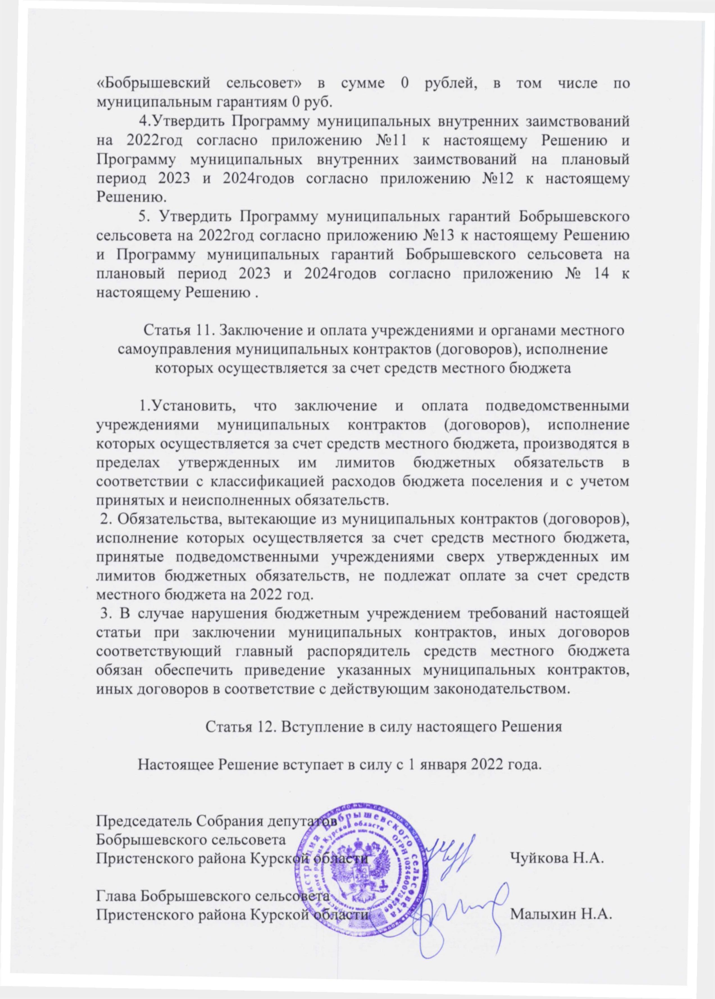 «Бобрышевский сельсовет» в сумме 0 рублей, в том числе по
муниципальным гарантиям 0 руб.
4.Утвердить Программу муниципальных внутренних заимствований
на 2022год согласно приложению №11 к настоящему Решению и
Программу муниципальных внутренних заимствований на плановый
период 2023 и 2024годов согласно приложению №12 к настоящему
Решению.
5. Утвердить Программу муниципальных гарантий Бобрышевского
сельсовета на 2022год согласно приложению №13 к настоящему Решению
и Программу муниципальных гарантий Бобрышевского сельсовета на
плановый период 2023 и 2024годов согласно приложению № 14 к
настоящему Решению .
Статья 11. Заключение и оплата учреждениями и органами местного
самоуправления муниципальных контрактов (договоров), исполнение
которых осуществляется за счет средств местного бюджета
1.Установить, что заключение и оплата подведомственными
учреждениями муниципальных контрактов (договоров), исполнение
которых осуществляется за счет средств местного бюджета, производятся в
пределах утвержденных им лимитов бюджетных обязательств в
соответствии с классификацией расходов бюджета поселения и с учетом
принятых и неисполненных обязательств.
2. Обязательства, вытекающие из муниципальных контрактов (договоров),
исполнение которых осуществляется за счет средств местного бюджета,
принятые подведомственными учреждениями сверх утвержденных им
лимитов бюджетных обязательств, не подлежат оплате за счет средств
местного бюджета на 2022 год.
3. В случае нарушения бюджетным учреждением требований настоящей
статьи при заключении муниципальных контрактов, иных договоров
соответствующий главный распорядитель средств местного бюджета
обязан обеспечить приведение указанных муниципальных контрактов,
иных договоров в соответствие с действующим законодательством.
Статья 12. Вступление в силу настоящего Решения
Настоящее Решение вступает в силу с 1 января 2022 года.
Председатель Собрания депутатов
Бобрышевского сельсовета
Пристенского района Курской области Чуйкова Н.А.
Глава Бобрышевского сельсовета
Пристенского района Курской области Малыхин Н.А.
Администрация Бобрышевского сельсовета
района Курской области
ОГРН